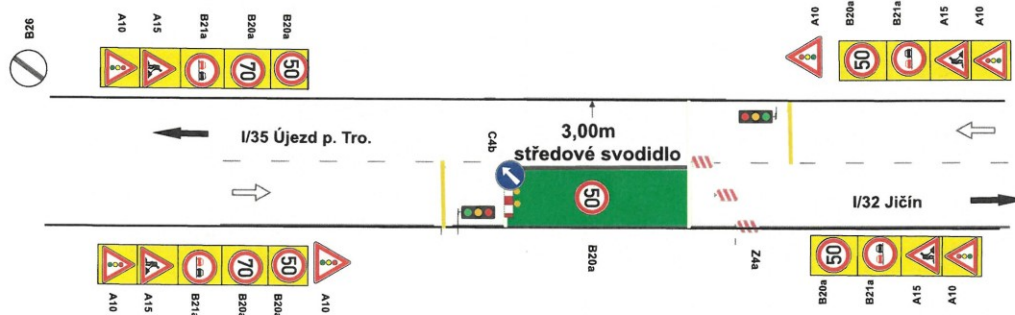 A10
A15
B21a
B20a
B20a
A10
B20a
B21a
A15
A10
B26
70
50
50
I/35 Újezd p. Tro.
C4b
3,00m
středové svodidlo
50
I/32 Jičín
70
50
50
A10
A15
B21a
B20a
B20a
A10
B20a
Z4a
B20a
B21a
A15
A10